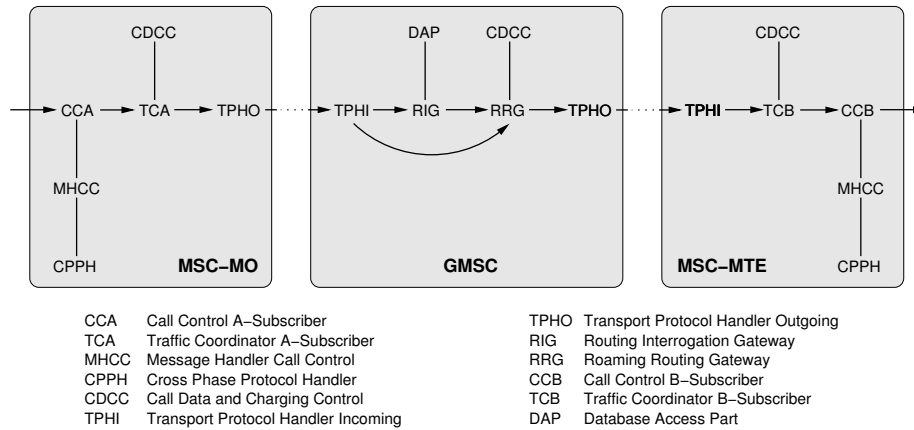 CDCC DAP CDCC CDCC
CCA TCA TPHO TPHI RIG RRG TPHO TPHI TCB CCB
MHCC MHCC
CPPH MSC−MO GMSC MSC−MTE CPPH
CCA Call Control A−Subscriber
TCA Traffic Coordinator A−Subscriber
MHCC Message Handler Call Control
CPPH Cross Phase Protocol Handler
CDCC Call Data and Charging Control
TPHI Transport Protocol Handler Incoming
TPHO Transport Protocol Handler Outgoing
RIG Routing Interrogation Gateway
RRG Roaming Routing Gateway
CCB Call Control B−Subscriber
TCB Traffic Coordinator B−Subscriber
DAP Database Access Part